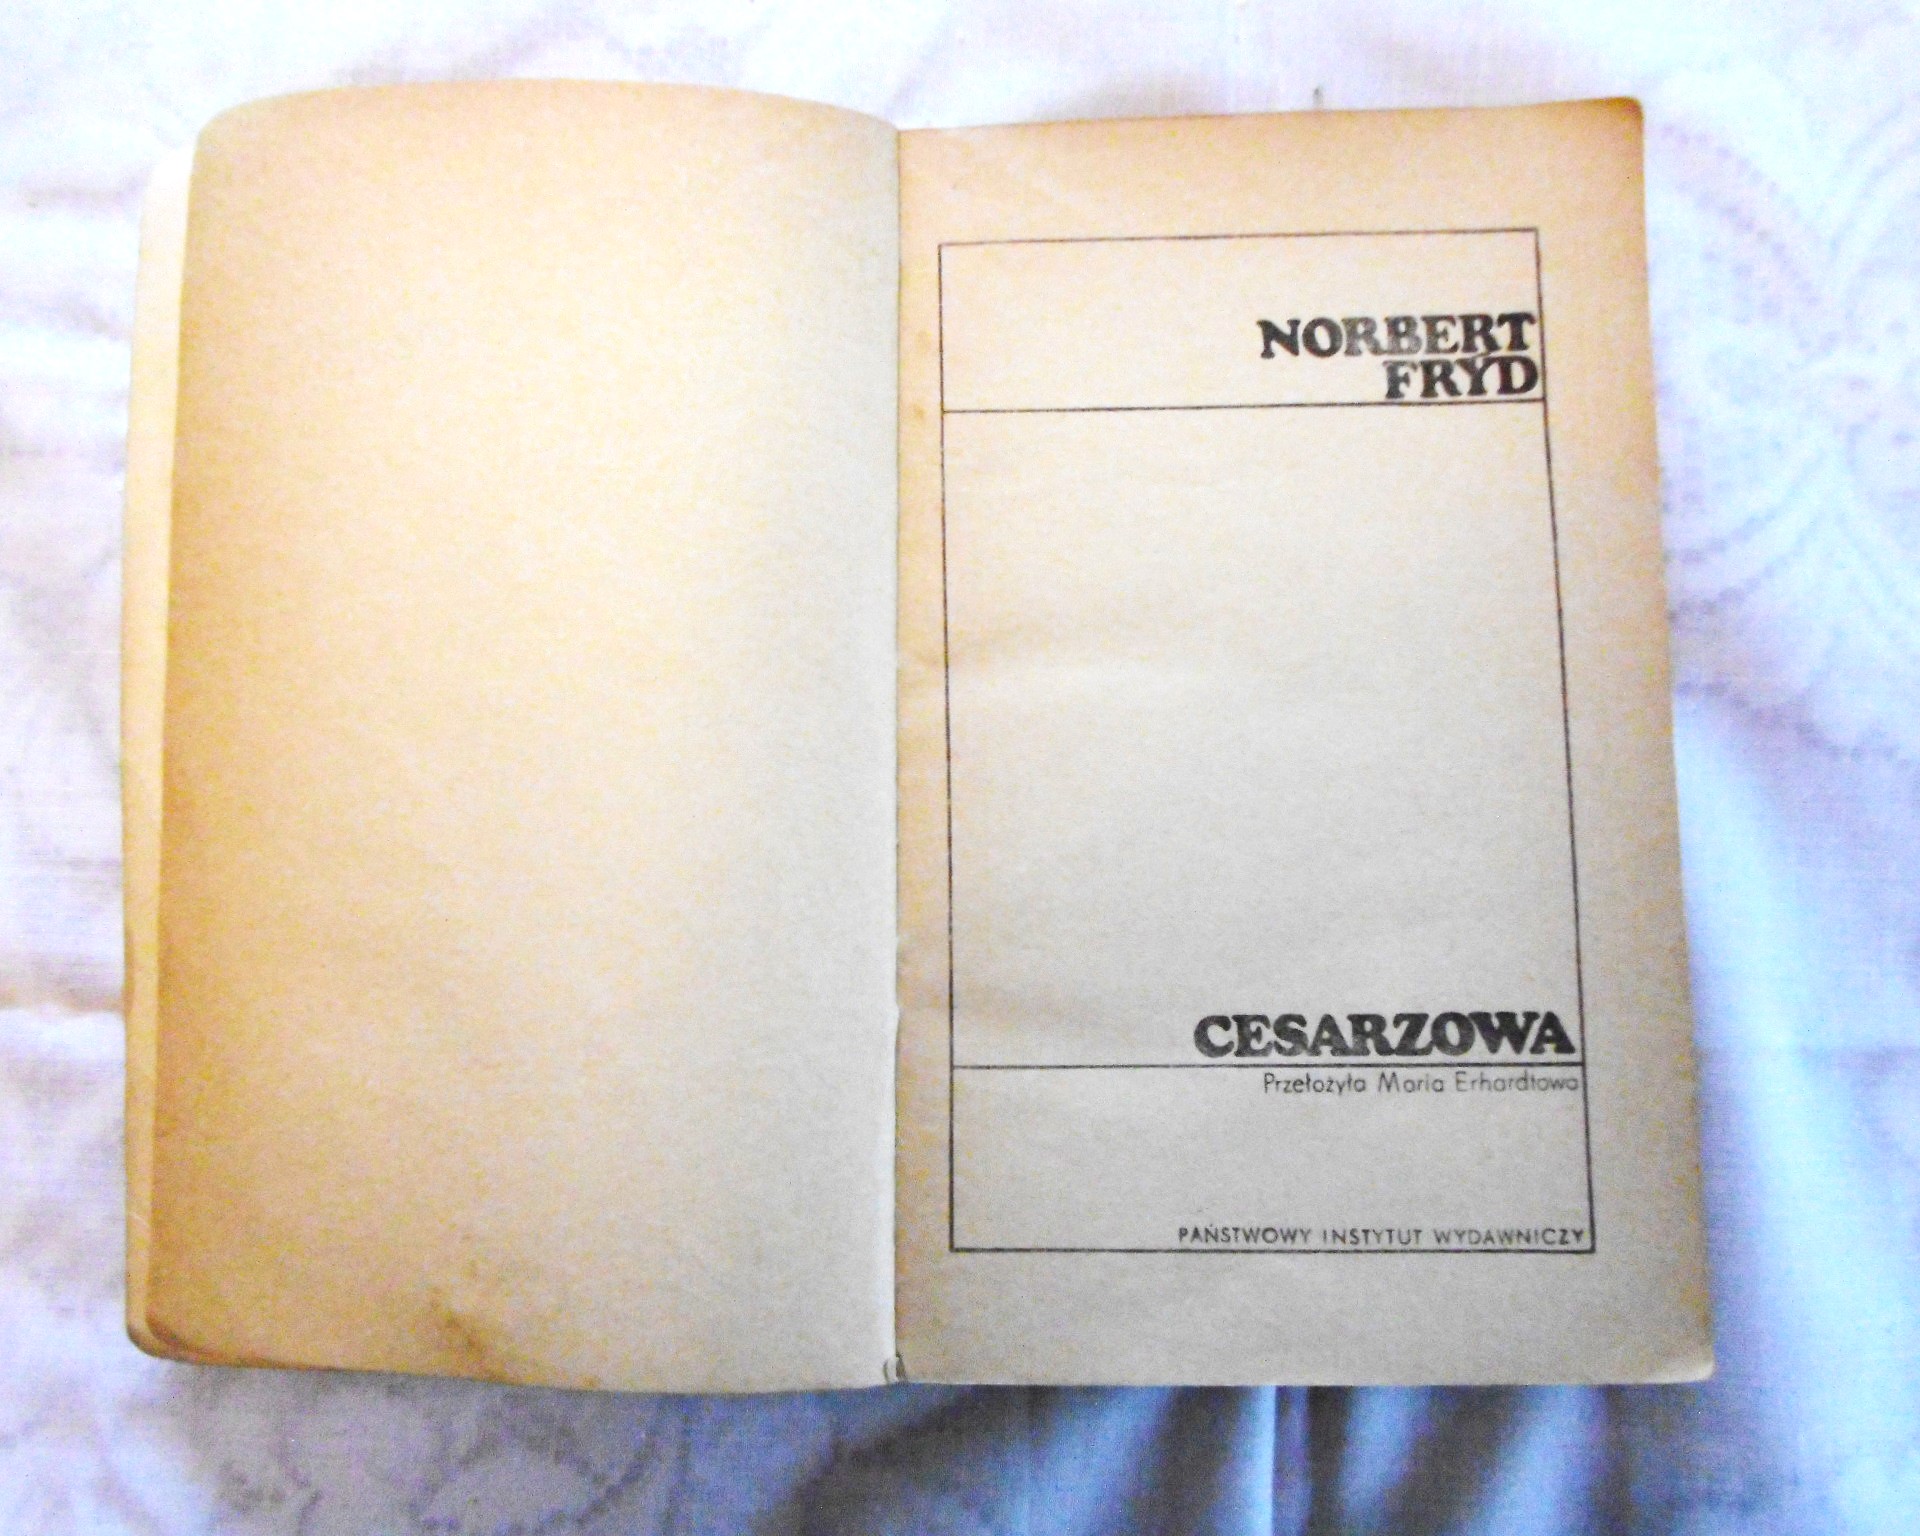 NORBERT
FRÝD
CESARZOWA
Przełożyła Maria Erhardtowa
PAŃSTWOWY INSTYTUT WYDAWNICZY